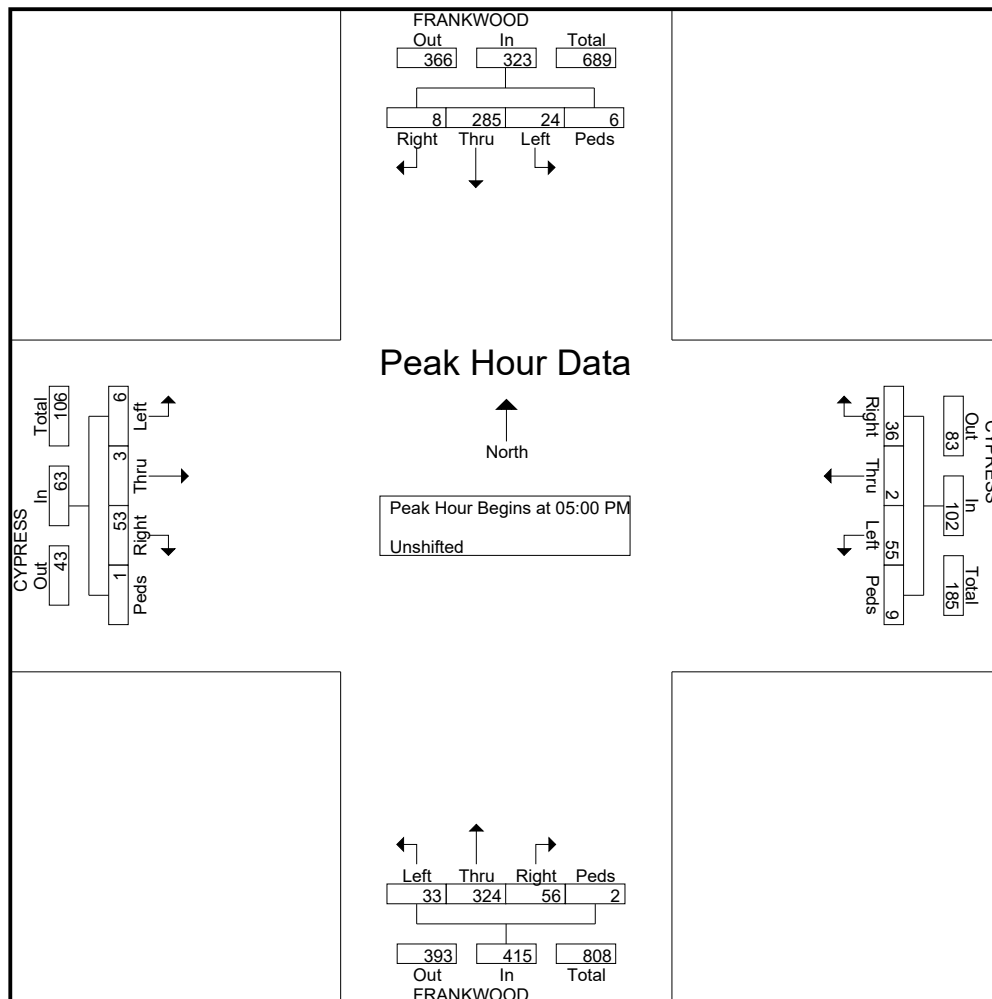 FRANKWOOD
Out In Total
366 323 689
8 285 24 6
Right Thru Left Peds
Peak Hour Data
North
Peak Hour Begins at 05:00 PM
Unshifted
CYPRESS
Out In Total
43 63 106
Left Thru Right Peds
6 3 53 1
CYPRESS
Out In Total
83 102 185
Right Thru Left Peds
36 2 55 9
Left Thru Right Peds
33 324 56 2
393 415 808
Out In Total
FRANKWOOD